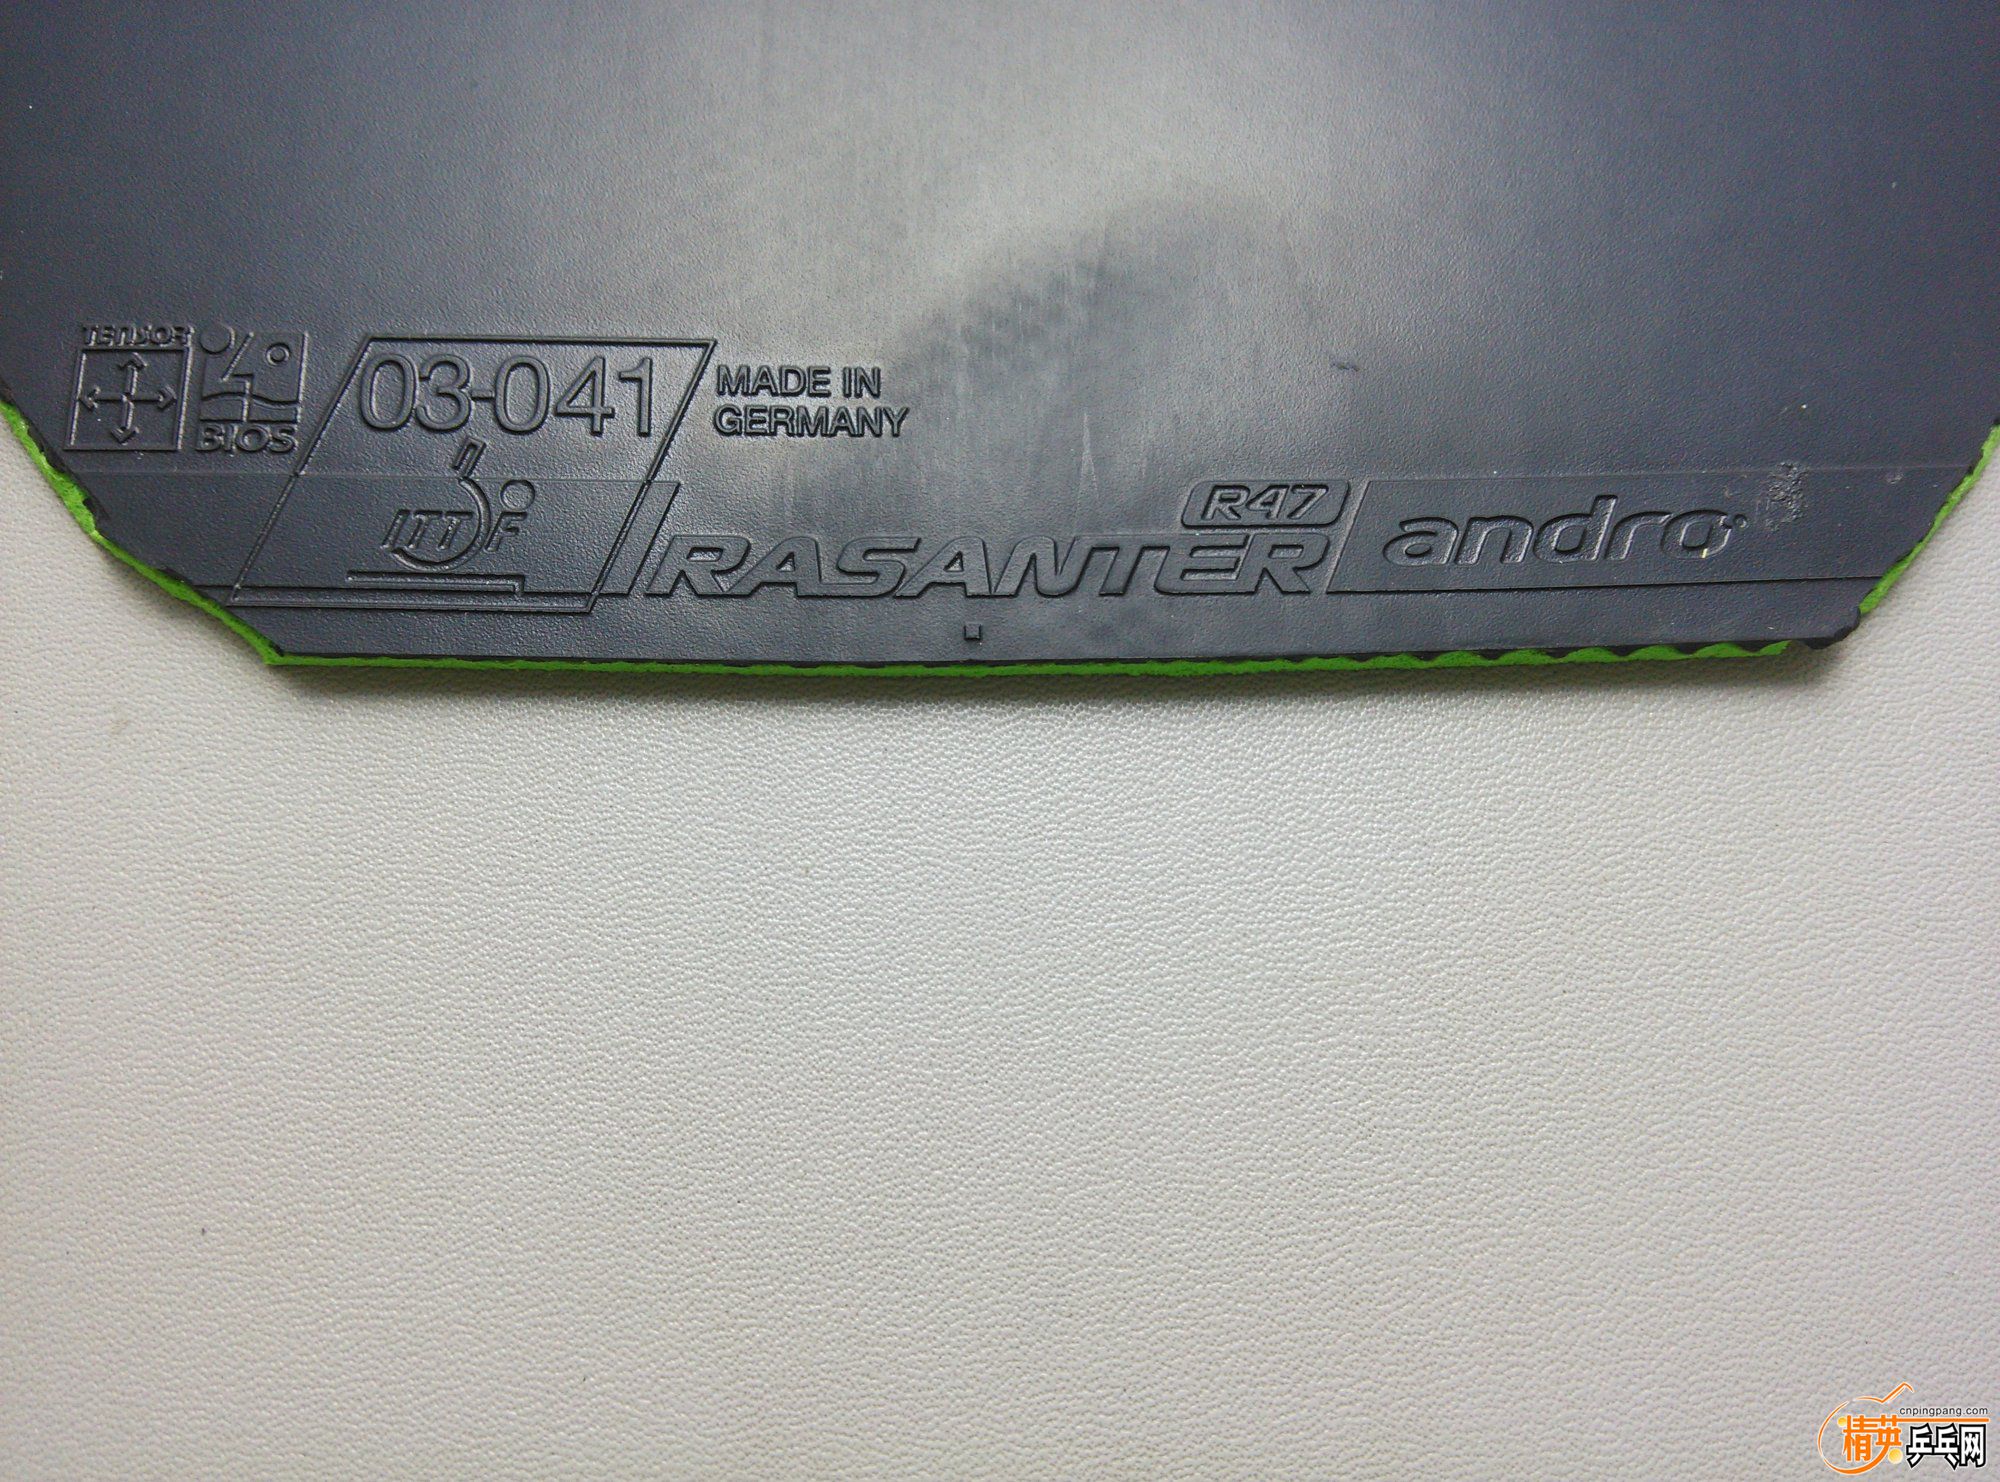 TENSOR
BIOS
03-041
ITTF
MADE IN
GERMANY
R47
RASANTER
andro
cnpingpang.com
精英乒乓网